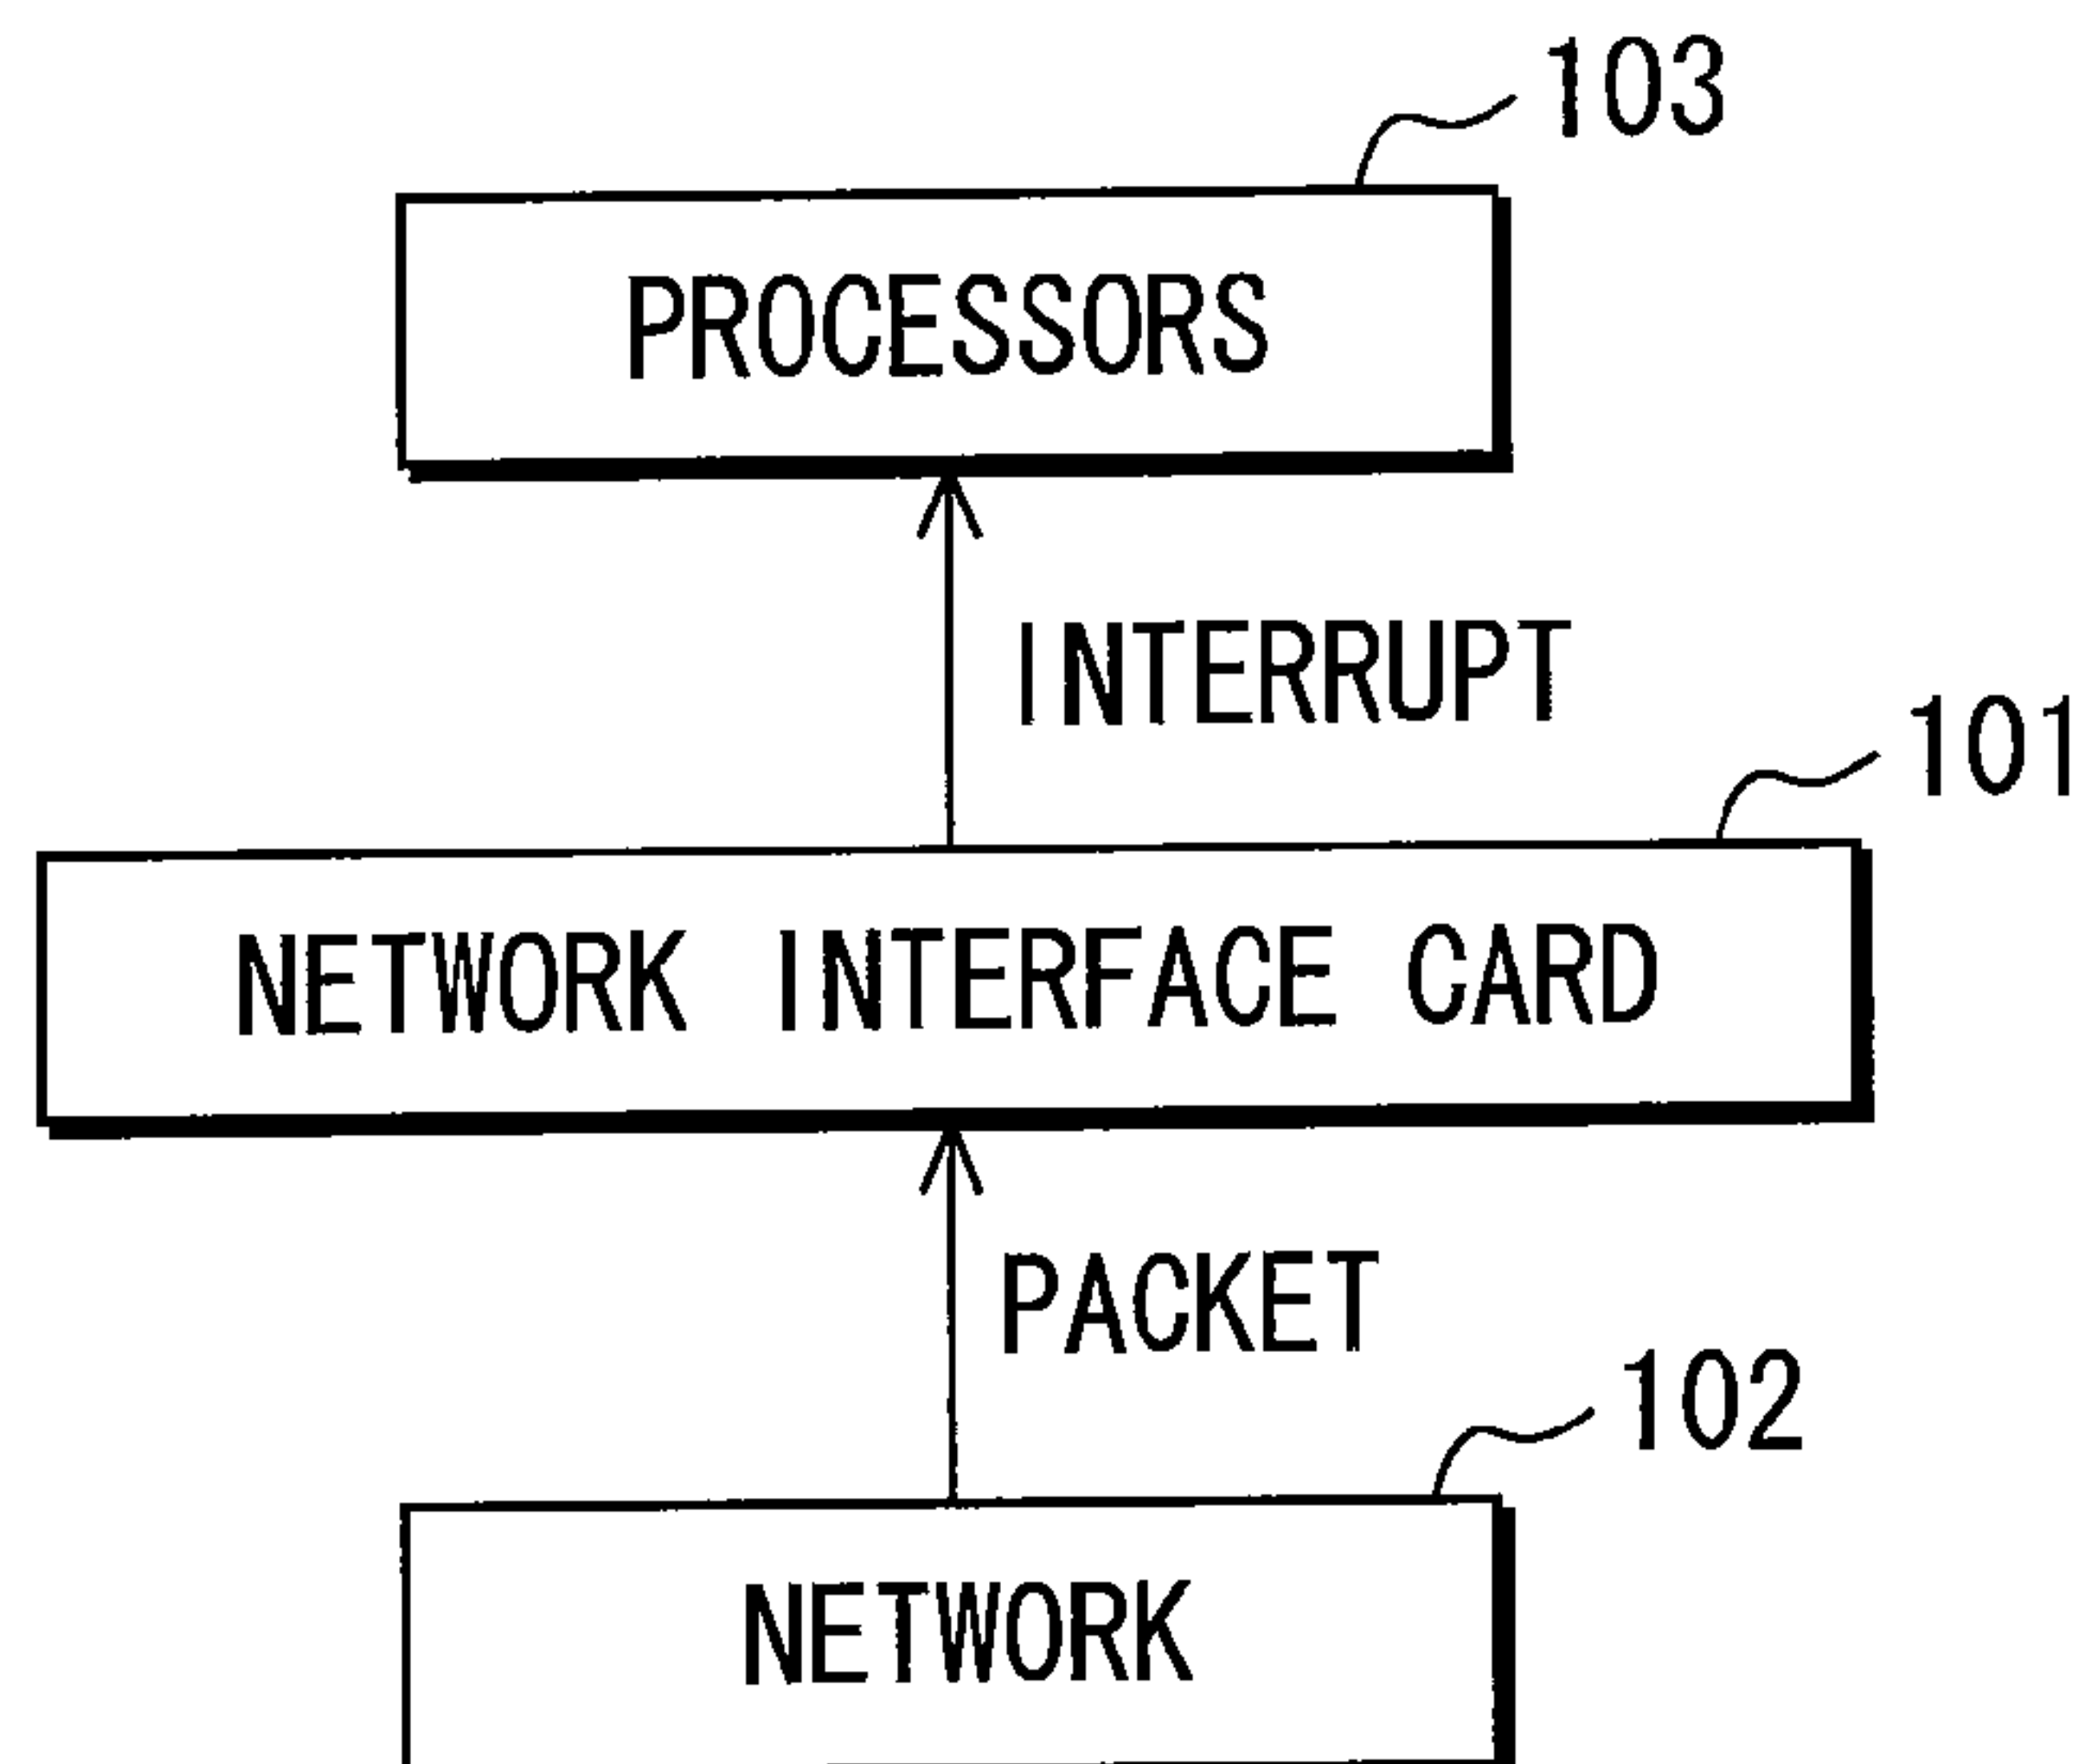 103
PROCESSORS
INTERRUPT
101
NETWORK INTERFACE CARD
PACKET
102
NETWORK